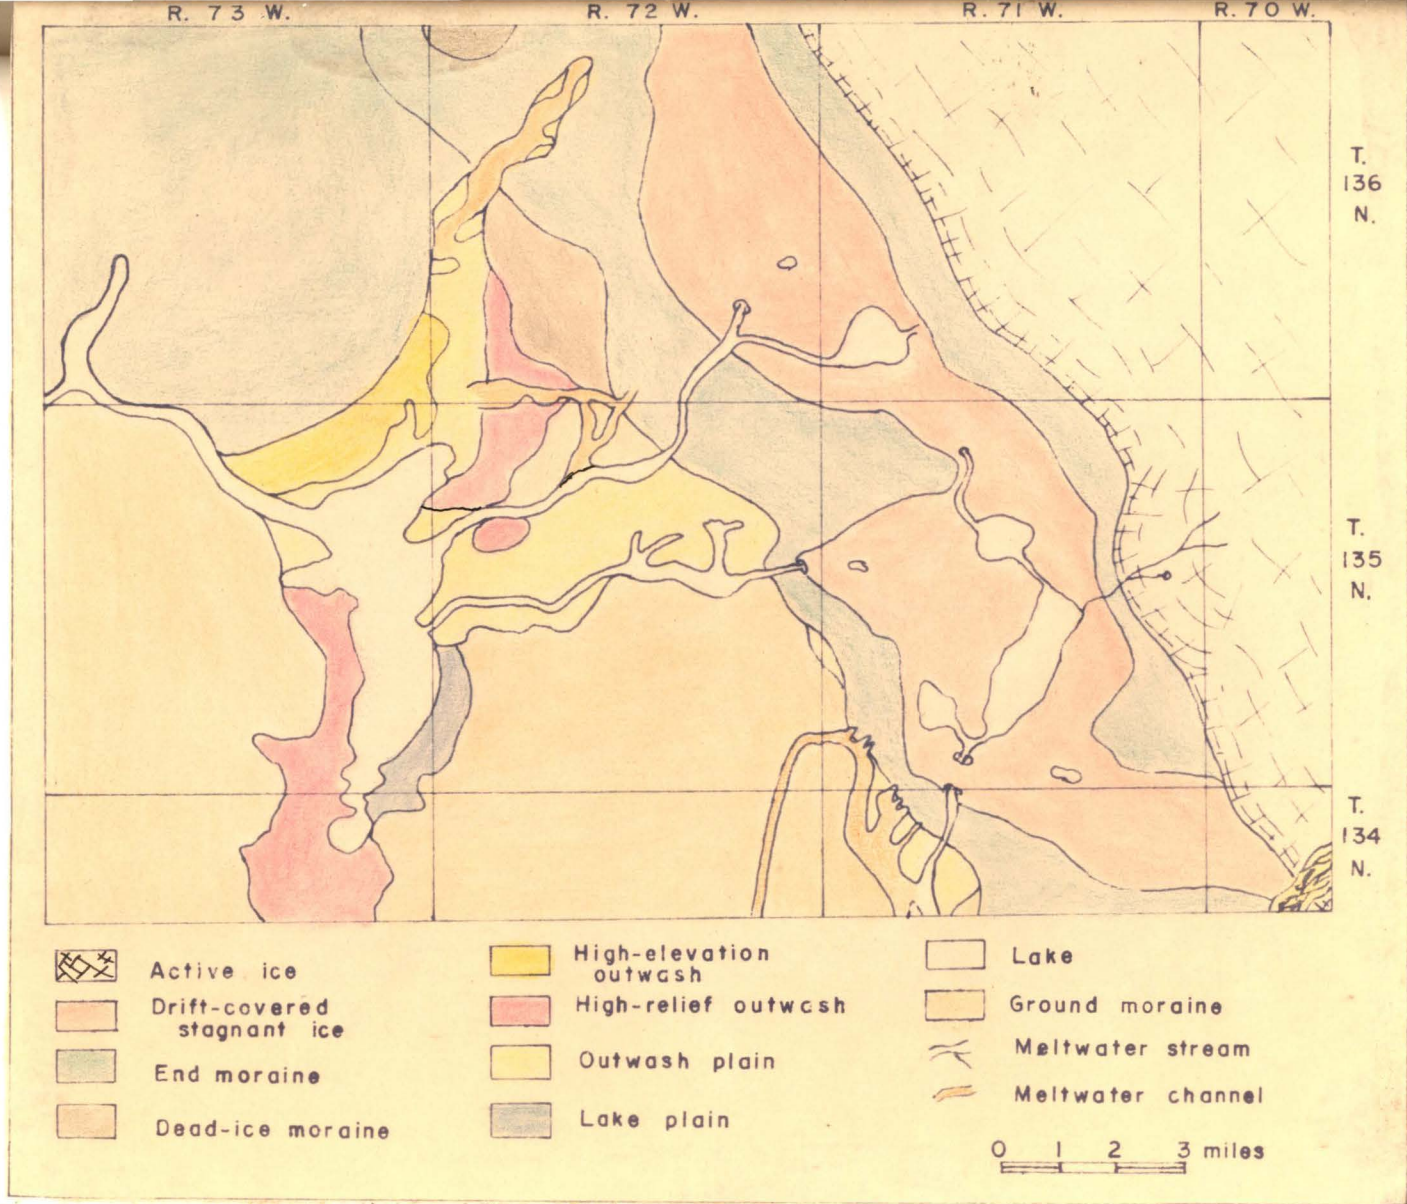 R. 73 W.
R. 72 W.
R. 71 W.
R. 70 W.
T.
136
N.
T.
135
N.
T.
134
N.
Active ice
Drift-covered
stagnant ice
End moraine
Dead-ice moraine
High-elevation
outwash
High-relief outwash
Outwash plain
Lake plain
Lake
Ground moraine
Meltwater stream
Meltwater channel
0 1 2 3 miles